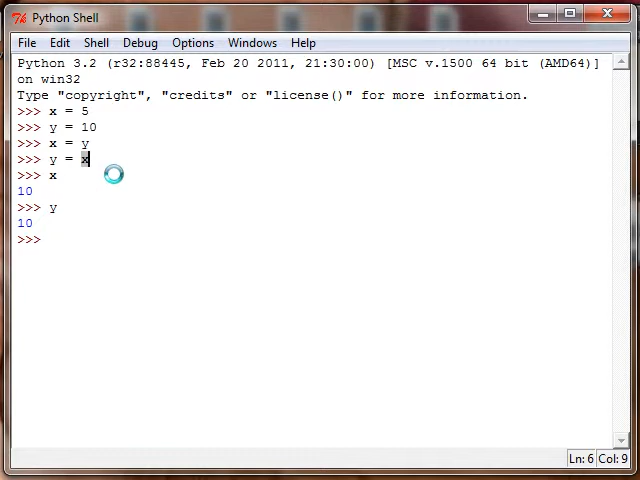 Python Shell
File Edit Shell Debug Options Windows Help
Python 3.2 (r32:88445, Feb 20 2011, 21:30:00) [MSC v.1500 64 bit (AMD64)]
on win32
Type "copyright", "credits" or "license()" for more information.
>>> x = 5
>>> y = 10
>>> x = y
>>> y = x
>>> x
10
>>> y
10
>>>
Ln: 6 Col: 9